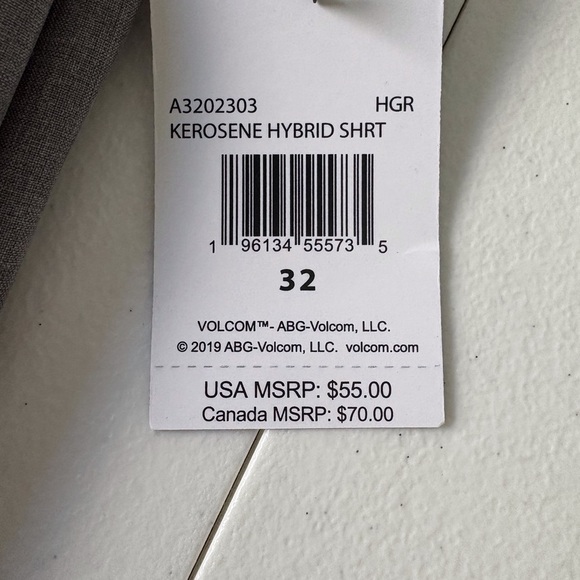 A3202303 HGR
KEROSENE HYBRID SHRT
1 96134 55573 5
32
VOLCOM™- ABG-Volcom, LLC.
© 2019 ABG-Volcom, LLC. volcom.com
USA MSRP: $55.00
Canada MSRP: $70.00